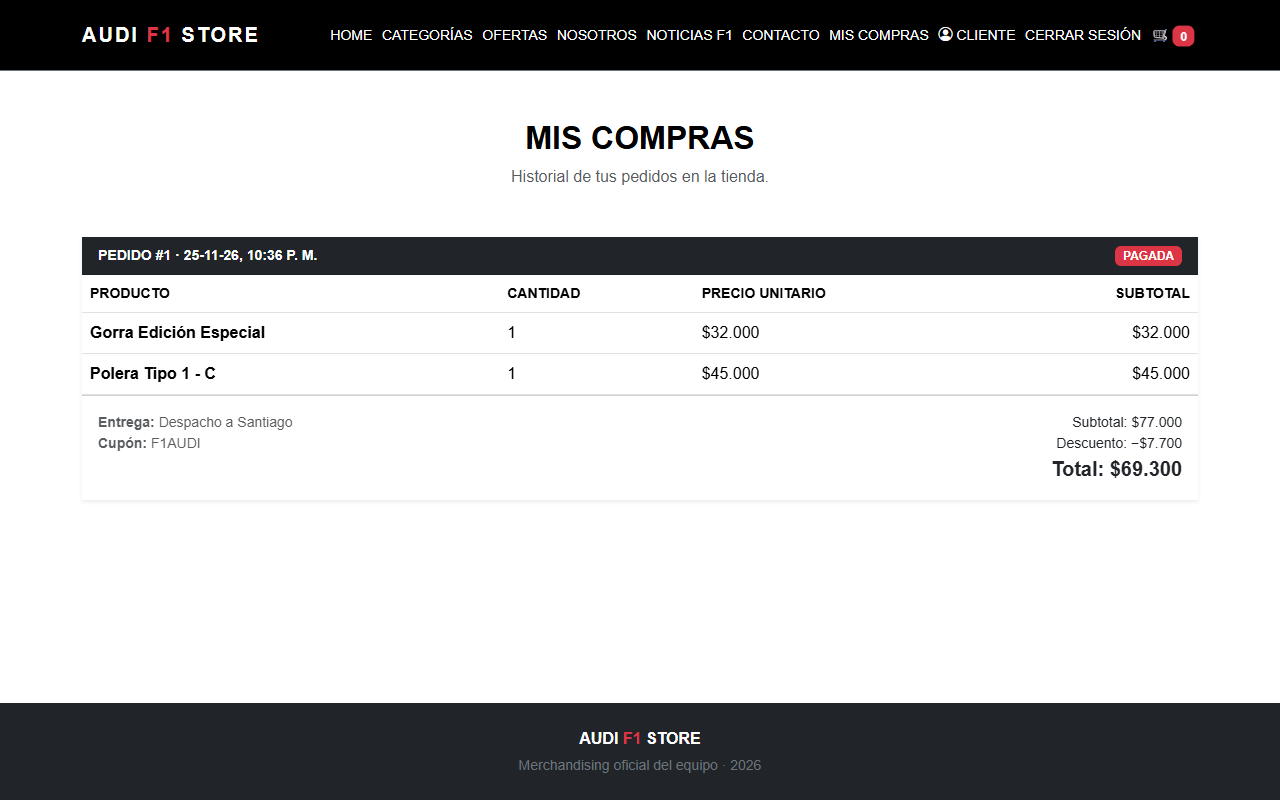 AUDI F1 STORE HOME CATEGORÍAS OFERTAS NOSOTROS NOTICIAS F1 CONTACTO MIS COMPRAS CLIENTE CERRAR SESIÓN 0
MIS COMPRAS
Historial de tus pedidos en la tienda.
PEDIDO #1 · 25-11-26, 10:36 P. M. PAGADA
PRODUCTO CANTIDAD PRECIO UNITARIO SUBTOTAL
Gorra Edición Especial 1 $32.000 $32.000
Polera Tipo 1 - C 1 $45.000 $45.000
Entrega: Despacho a Santiago Subtotal: $77.000
Cupón: F1AUDI Descuento: −$7.700
Total: $69.300
AUDI F1 STORE
Merchandising oficial del equipo · 2026